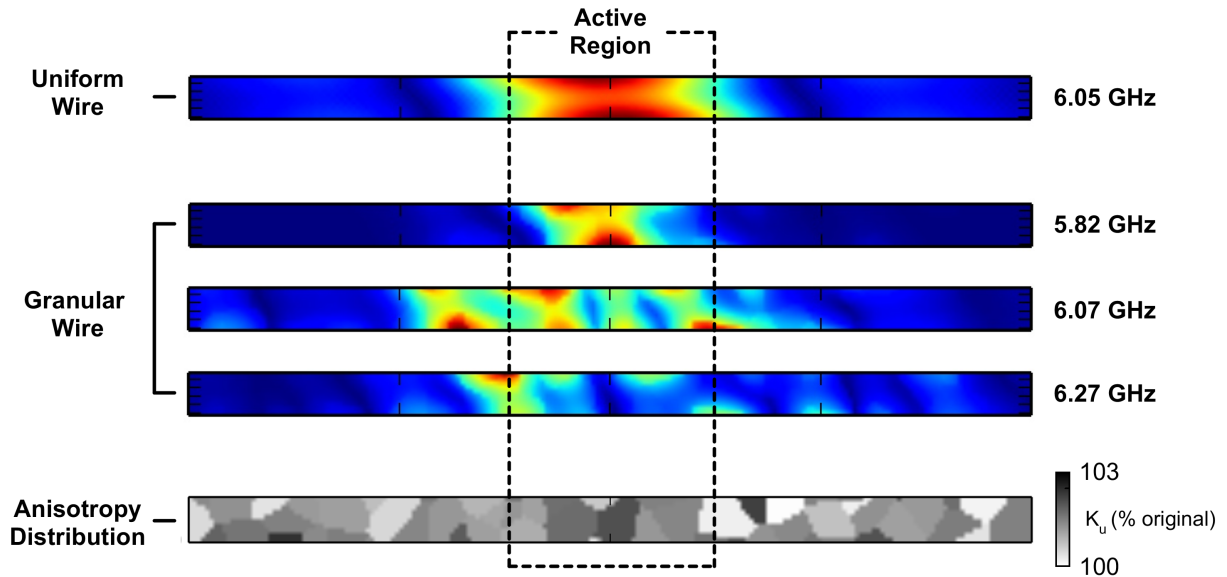 Active
Region
Uniform
Wire
6.05 GHz
5.82 GHz
Granular
Wire
6.07 GHz
6.27 GHz
Anisotropy
Distribution
103
Ku (% original)
100